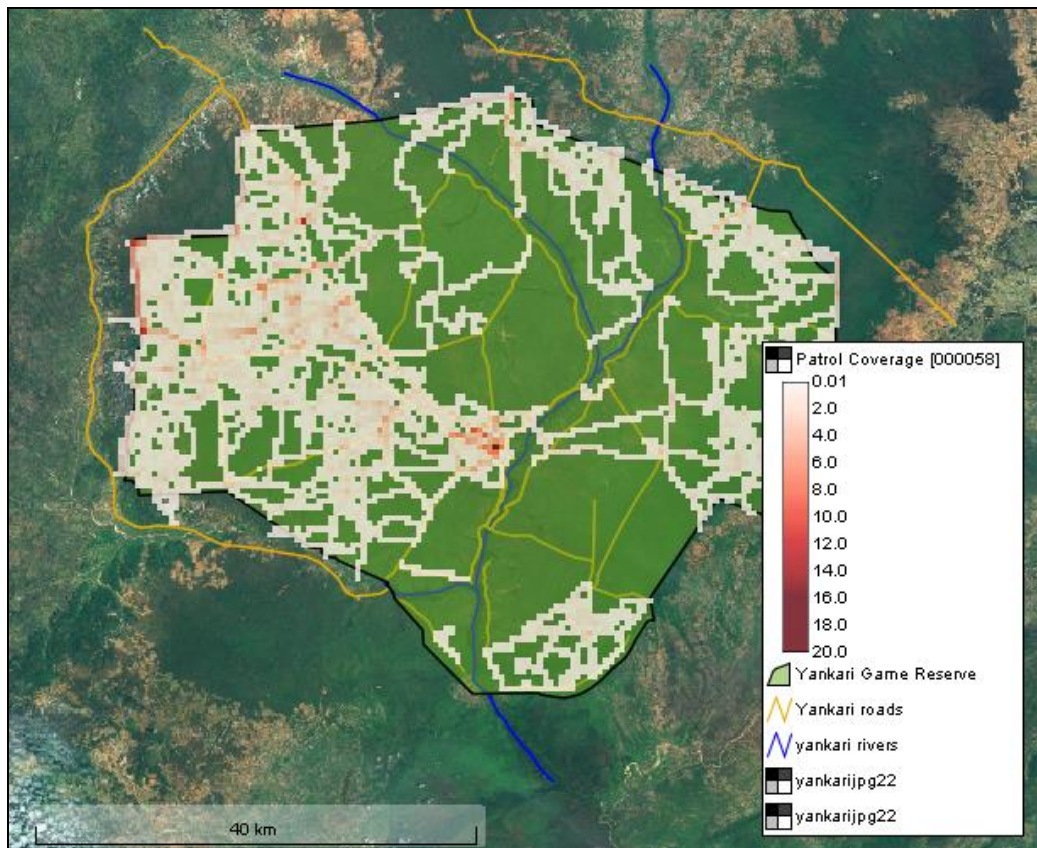 Patrol Coverage [000058]
0.01
2.0
4.0
6.0
8.0
10.0
12.0
14.0
16.0
18.0
20.0
Yankari Game Reserve
Yankari roads
yankari rivers
yankarijpg22
yankarijpg22
40 km